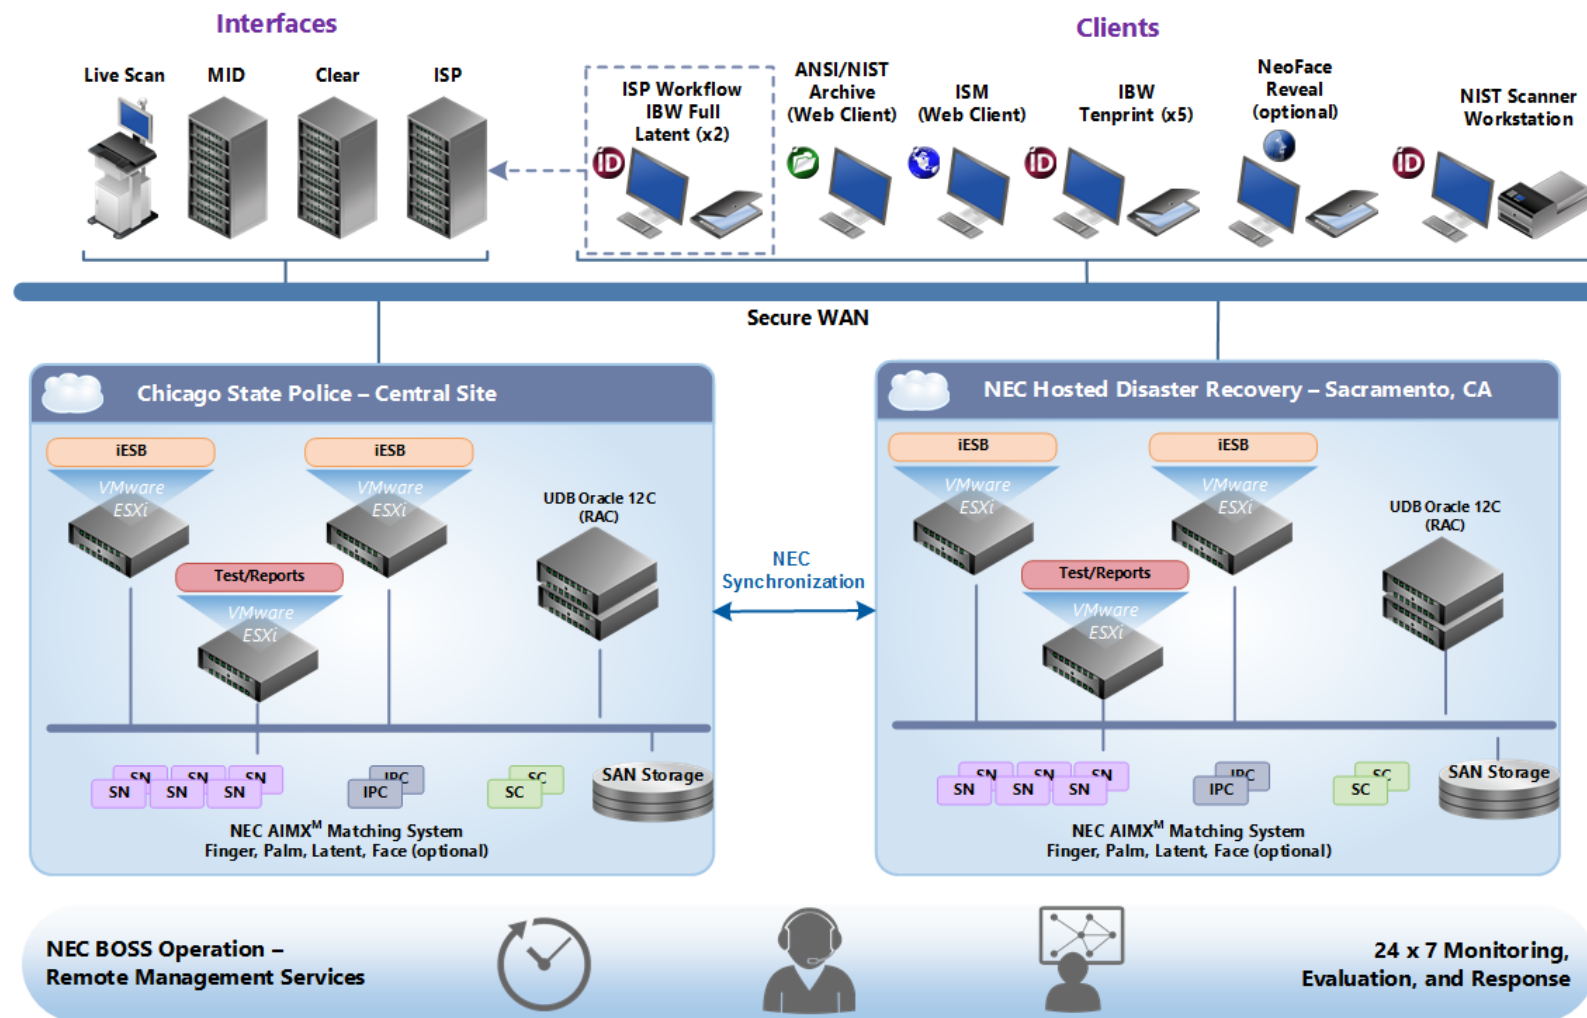 Interfaces
Clients
Live Scan
MID
Clear
ISP
ISP Workflow
IBW Full
Latent (x2)
ANSI/NIST
Archive
(Web Client)
ISM
(Web Client)
IBW
Tenprint (x5)
NeoFace
Reveal
(optional)
NIST Scanner
Workstation
iD
iD
iD
Secure WAN
Chicago State Police – Central Site
iESB
iESB
VMware
ESXi
VMware
ESXi
UDB Oracle 12C
(RAC)
Test/Reports
VMware
ESXi
SN
SN
SN
SN
SN
SN
IPC
IPC
SC
SC
SAN Storage
NEC AIMXᴹ Matching System
Finger, Palm, Latent, Face (optional)
NEC
Synchronization
NEC Hosted Disaster Recovery – Sacramento, CA
iESB
iESB
VMware
ESXi
VMware
ESXi
UDB Oracle 12C
(RAC)
Test/Reports
VMware
ESXi
SN
SN
SN
SN
SN
SN
IPC
IPC
SC
SC
SAN Storage
NEC AIMXᴹ Matching System
Finger, Palm, Latent, Face (optional)
NEC BOSS Operation –
Remote Management Services
24 x 7 Monitoring,
Evaluation, and Response